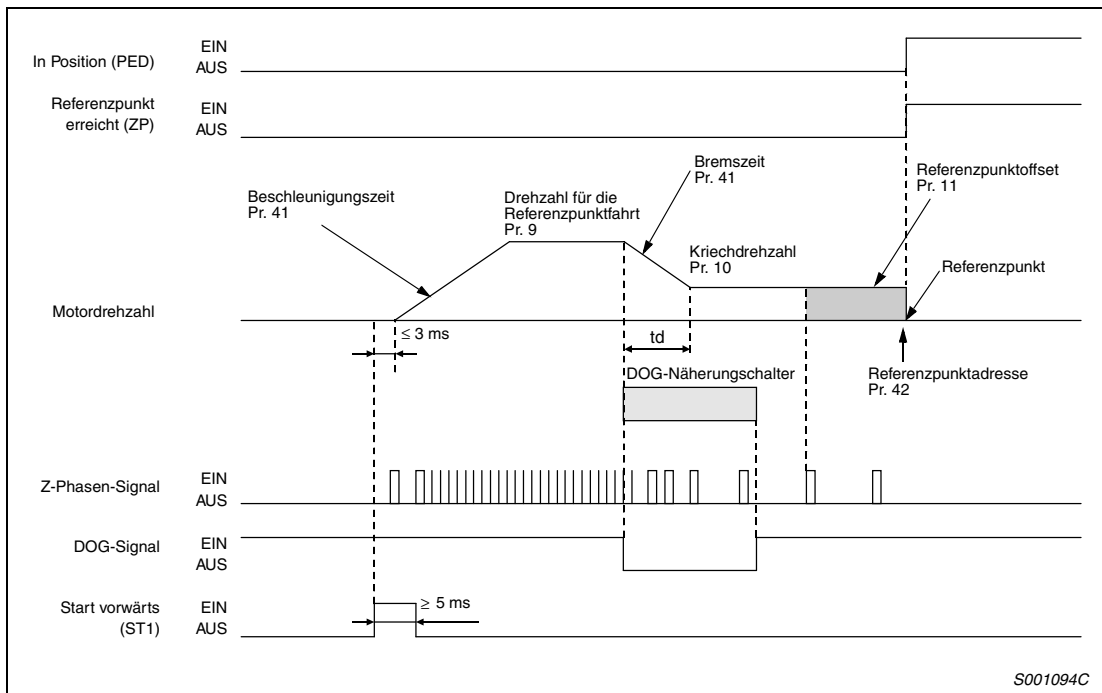 In Position (PED)
EIN
AUS
Referenzpunkt
erreicht (ZP)
EIN
AUS
Beschleunigungszeit
Pr. 41
Drehzahl für die
Referenzpunktfahrt
Pr. 9
Bremszeit
Pr. 41
Kriechdrehzahl
Pr. 10
Referenzpunktoffset
Pr. 11
Referenzpunkt
Motordrehzahl
≤ 3 ms
td
DOG-Näherungschalter
Referenzpunktadresse
Pr. 42
Z-Phasen-Signal
EIN
AUS
DOG-Signal
EIN
AUS
Start vorwärts
(ST1)
EIN
AUS
≥ 5 ms
S001094C